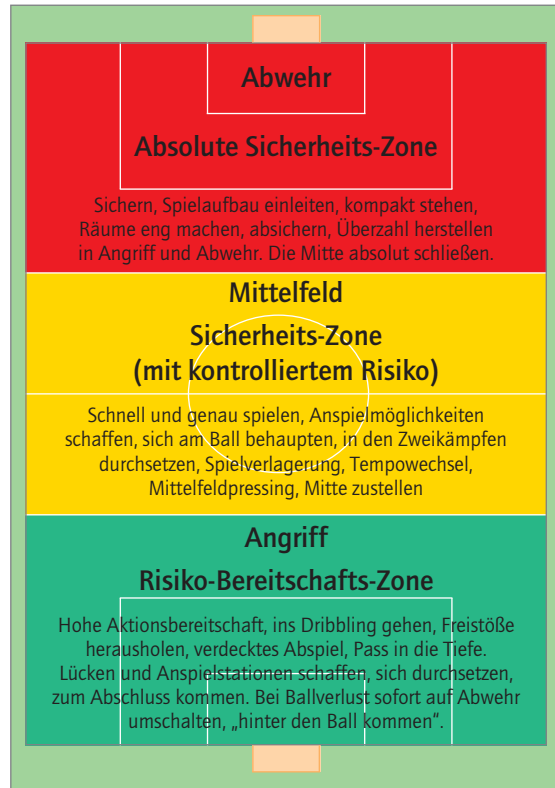 Abwehr
Absolute Sicherheits-Zone
Sichern, Spielaufbau einleiten, kompakt stehen,
Räume eng machen, absichern, Überzahl herstellen
in Angriff und Abwehr. Die Mitte absolut schließen.
Mittelfeld
Sicherheits-Zone
(mit kontrolliertem Risiko)
Schnell und genau spielen, Anspielmöglichkeiten
schaffen, sich am Ball behaupten, in den Zweikämpfen
durchsetzen, Spielverlagerung, Tempowechsel,
Mittelfeldpressing, Mitte zustellen
Angriff
Risiko-Bereitschafts-Zone
Hohe Aktionsbereitschaft, ins Dribbling gehen, Freistöße
herausholen, verdecktes Abspiel, Pass in die Tiefe.
Lücken und Anspielstationen schaffen, sich durchsetzen,
zum Abschluss kommen. Bei Ballverlust sofort auf Abwehr
umschalten, „hinter den Ball kommen“.